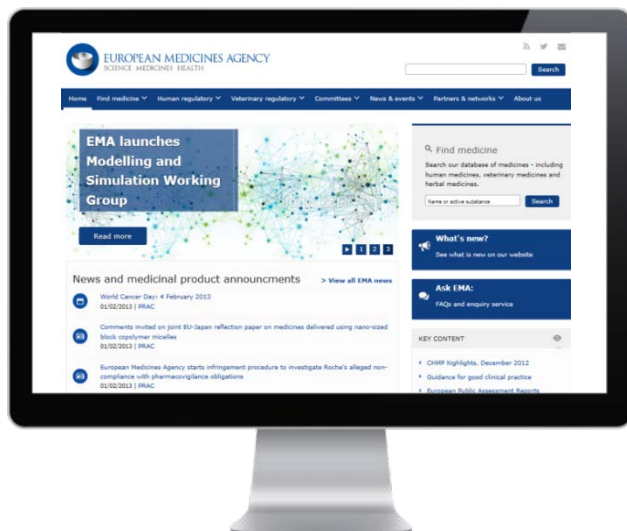 EUROPEAN MEDICINES AGENCY
SCIENCE MEDICINES HEALTH
Search
Home Find medicine Human regulatory Veterinary regulatory Committees News & events Partners & networks About us
EMA launches
Modelling and
Simulation Working
Group
Read more
1 2 3
Find medicine
Search our database of medicines - including
human medicines, veterinary medicines and
herbal medicines.
Name or active substance Search
What's new?
See what is new on our website
Ask EMA:
FAQs and enquiry service
News and medicinal product announcments > View all EMA news
World Cancer Day: 4 February 2013
01/02/2013 | PRAC
Comments invited on joint EU-Japan reflection paper on medicines delivered using nano-sized
block copolymer micelles
01/02/2013 | PRAC
European Medicines Agency starts infringement procedure to investigate Roche's alleged non-
compliance with pharmacovigilance obligations
01/02/2013 | PRAC
KEY CONTENT
CHMP highlights, December 2012
Guidance for good clinical practice
European Public Assessment Reports